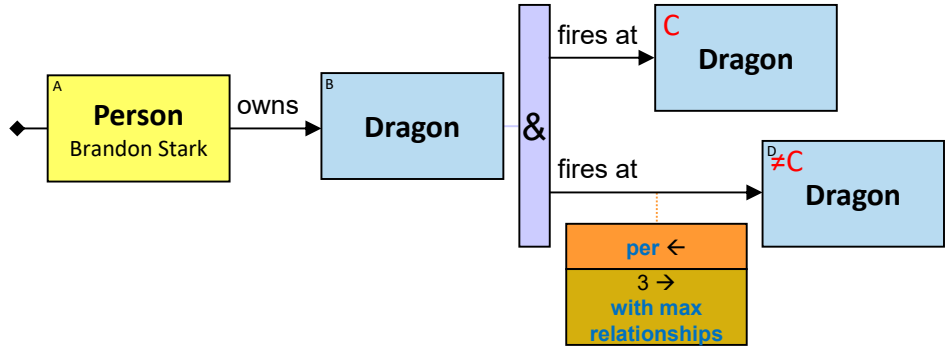 A
Person
Brandon Stark
owns
B
Dragon
&
fires at
C
Dragon
fires at
D
≠C
Dragon
per ←
3 →
with max
relationships